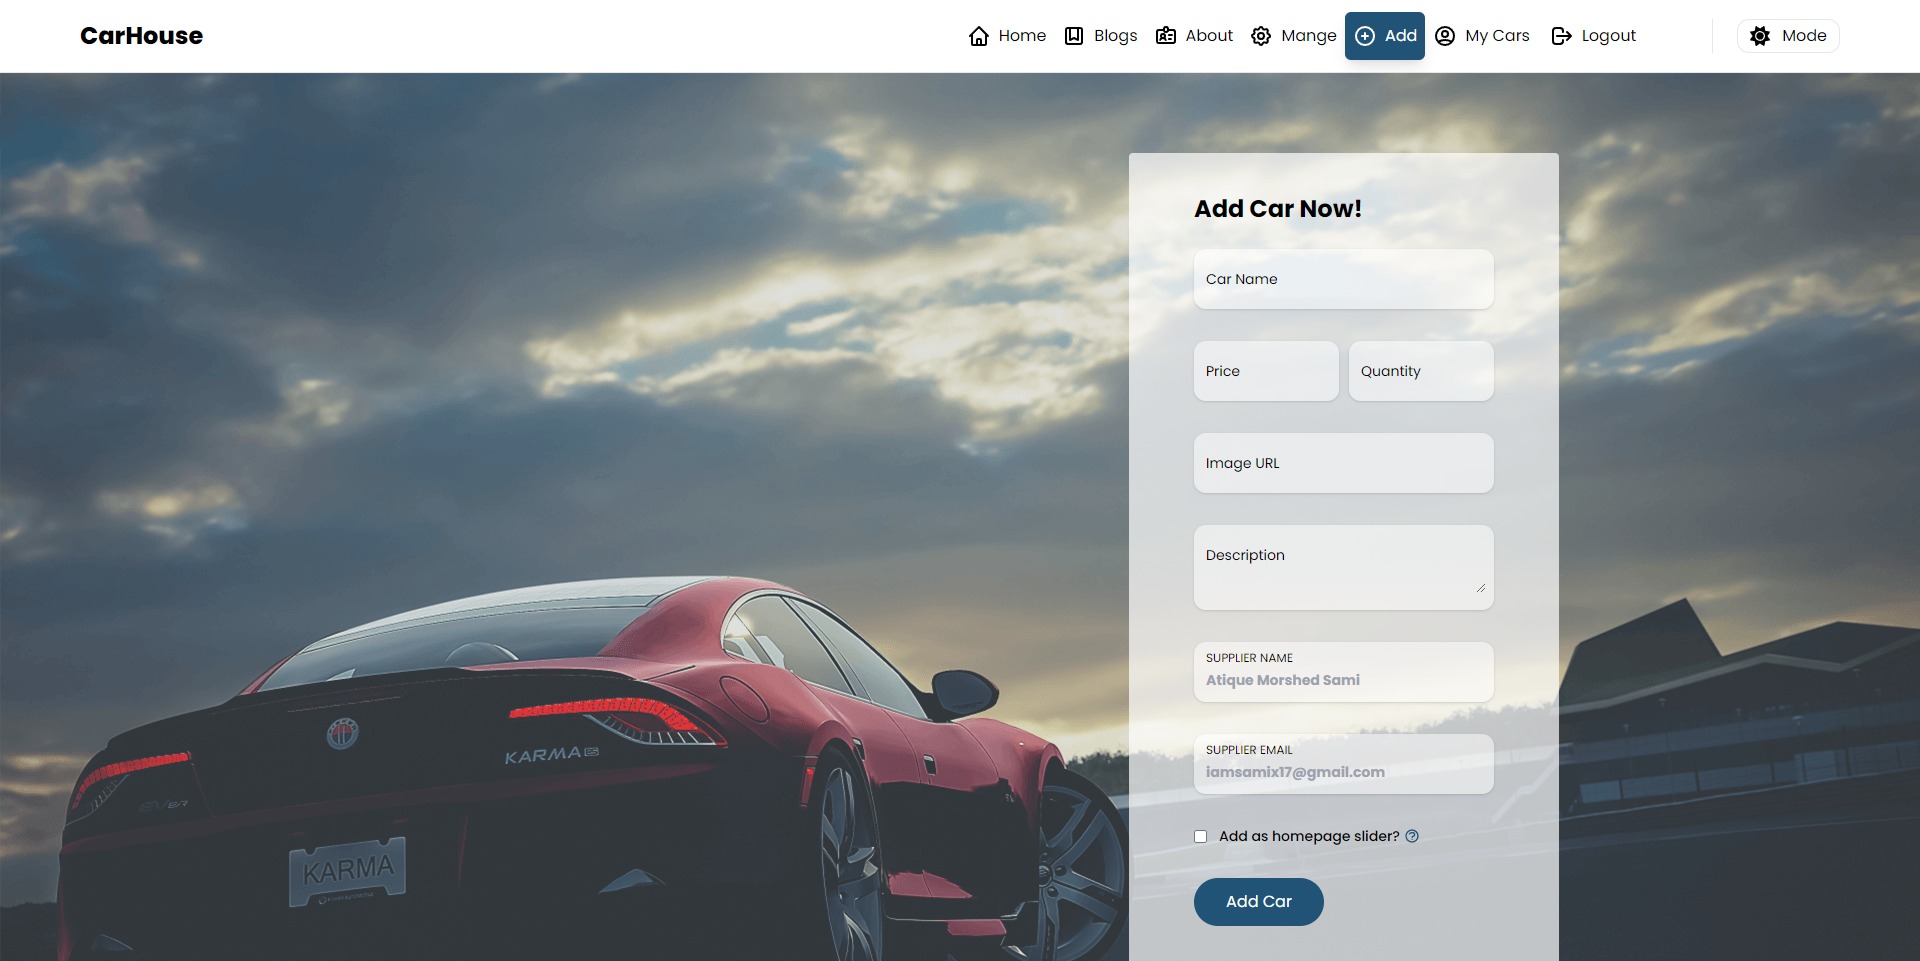 CarHouse
Home
Blogs
About
Mange
Add
My Cars
Logout
Mode
Add Car Now!
Car Name
Price
Quantity
Image URL
Description
SUPPLIER NAME
Atique Morshed Sami
SUPPLIER EMAIL
iamsamix17@gmail.com
Add as homepage slider?
Add Car
KARMA ES
KARMA